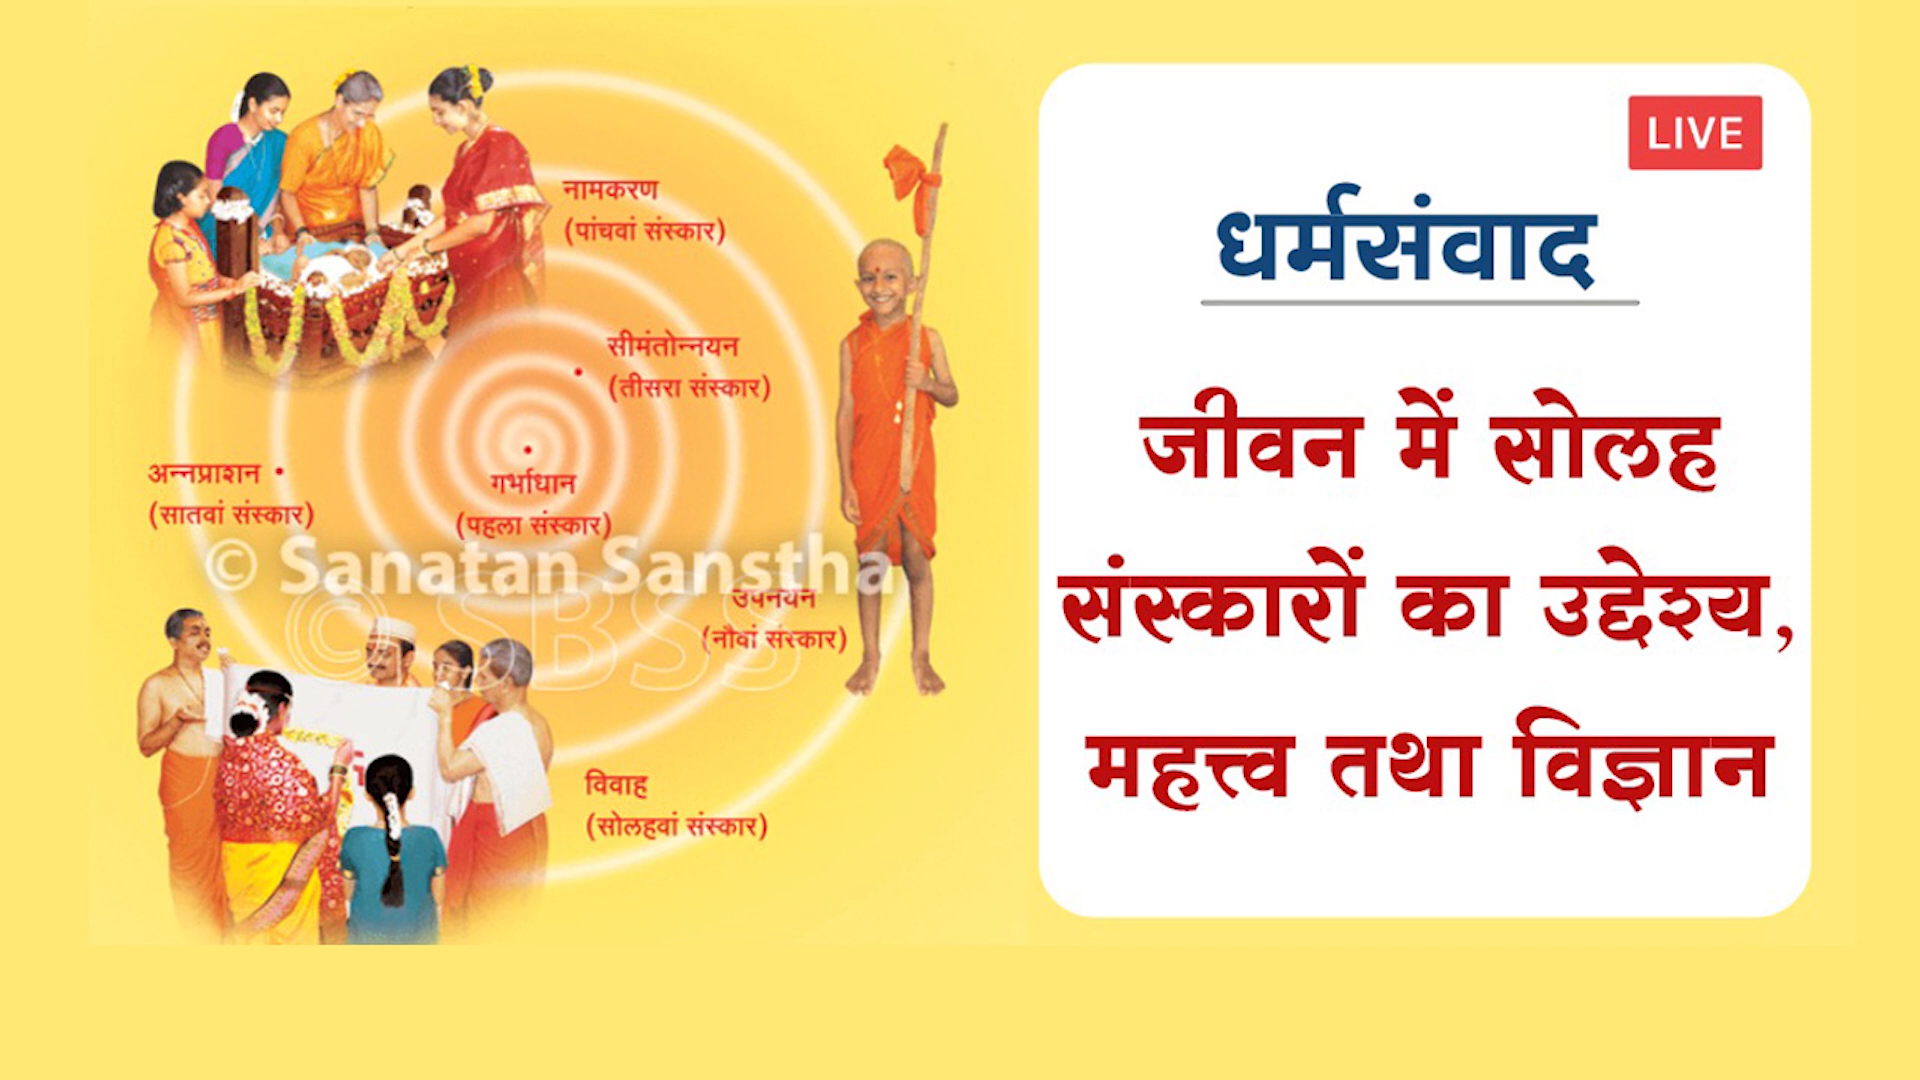 नामकरण
(पांचवां संस्कार)
सीमंतोन्नयन
(तीसरा संस्कार)
अन्नप्राशन
(सातवां संस्कार)
गर्भाधान
(पहला संस्कार)
© Sanatan Sanstha
© SBSS
उपनयन
(नौवां संस्कार)
विवाह
(सोलहवां संस्कार)
LIVE
धर्मसंवाद
जीवन में सोलह
संस्कारों का उद्देश्य,
महत्त्व तथा विज्ञान